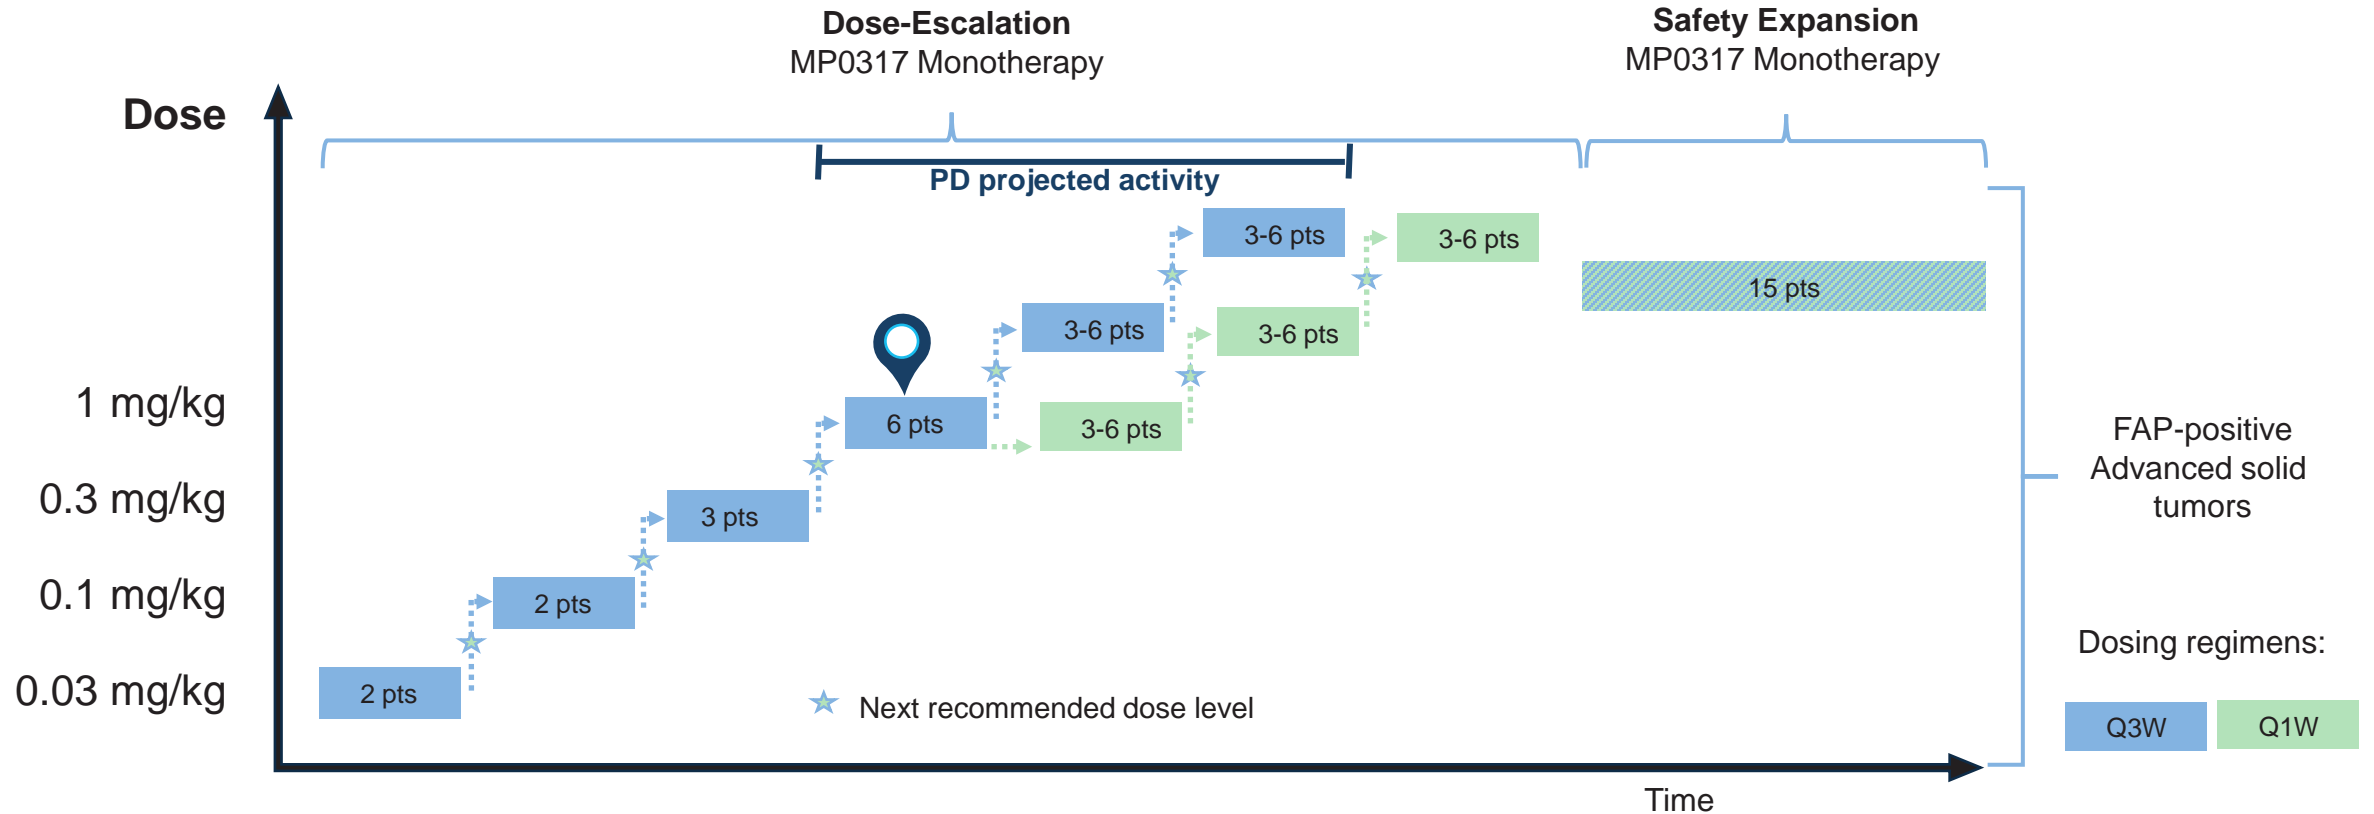 Dose-Escalation
MP0317 Monotherapy
Safety Expansion
MP0317 Monotherapy
Dose
PD projected activity
3-6 pts
3-6 pts
15 pts
3-6 pts
3-6 pts
1 mg/kg
6 pts
3-6 pts
0.3 mg/kg
3 pts
0.1 mg/kg
2 pts
0.03 mg/kg
2 pts
Next recommended dose level
Time
FAP-positive
Advanced solid
tumors
Dosing regimens:
Q3W
Q1W